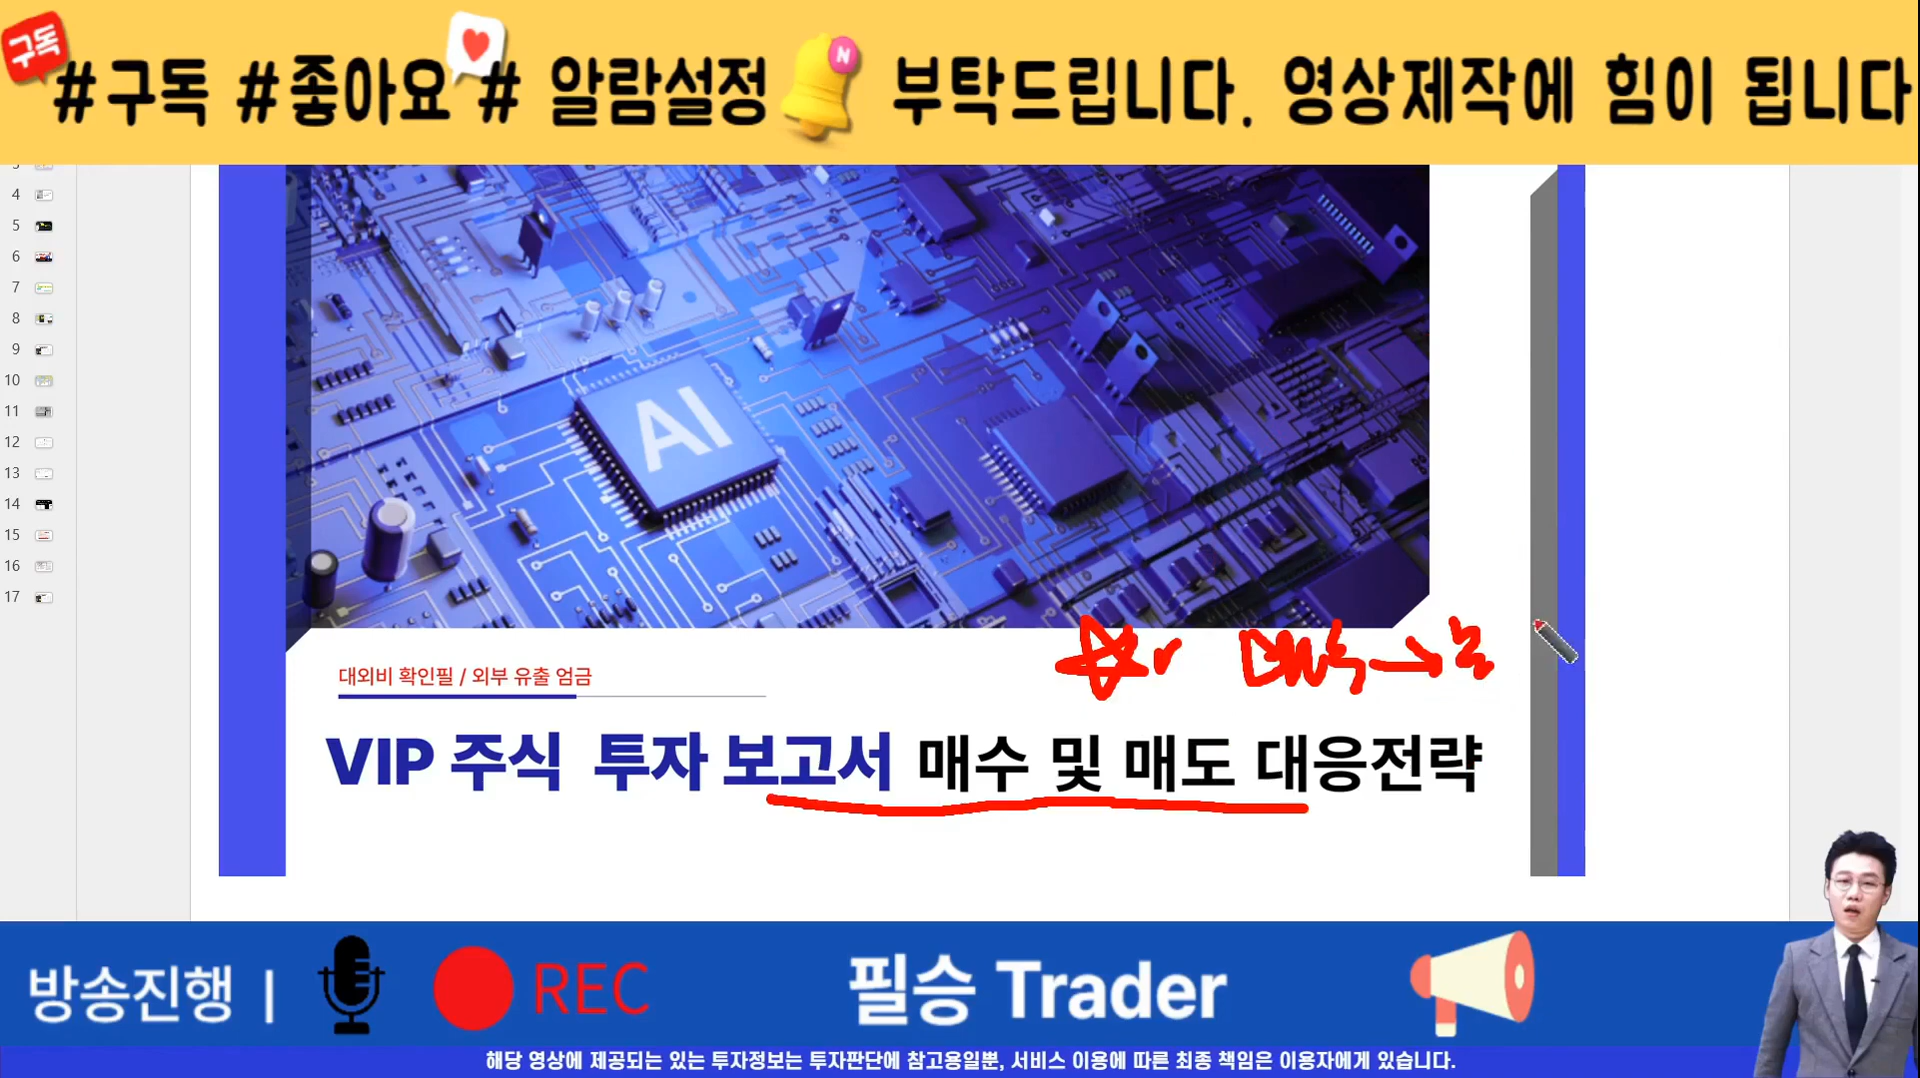 구독
#구독 #좋아요 # 알람설정 N 부탁드립니다. 영상제작에 힘이 됩니다
4
5
6
7
8
9
10
11
12
13
14
15
16
17
AI
대외비 확인필 / 외부 유출 엄금
VIP 주식 투자 보고서 매수 및 매도 대응전략
방송진행 | REC 필승 Trader
해당 영상에 제공되는 있는 투자정보는 투자판단에 참고용일뿐, 서비스 이용에 따른 최종 책임은 이용자에게 있습니다.